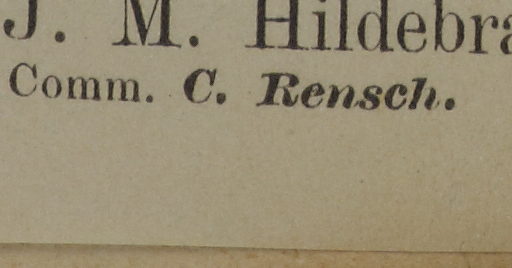 J. M. Hildebra
Comm. C. Rensch.